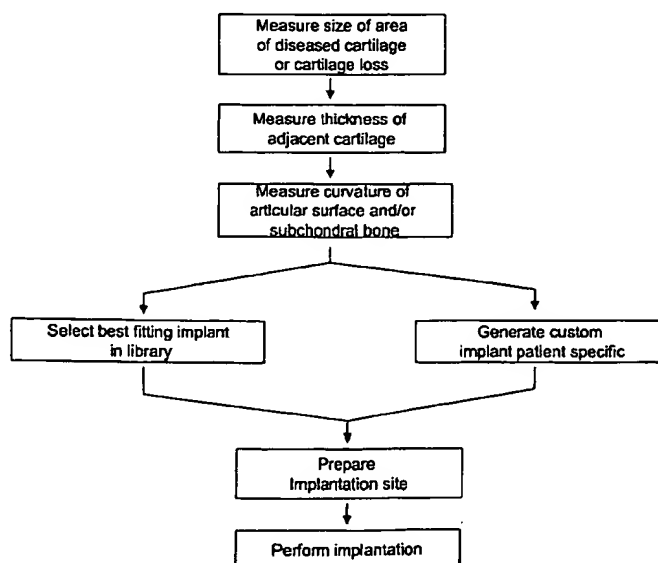 Measure size of area
of diseased cartilage
or cartilage loss
Measure thickness of
adjacent cartilage
Measure curvature of
articular surface and/or
subchondral bone
Select best fitting implant
in library
Generate custom
implant patient specific
Prepare
Implantation site
Perform implantation